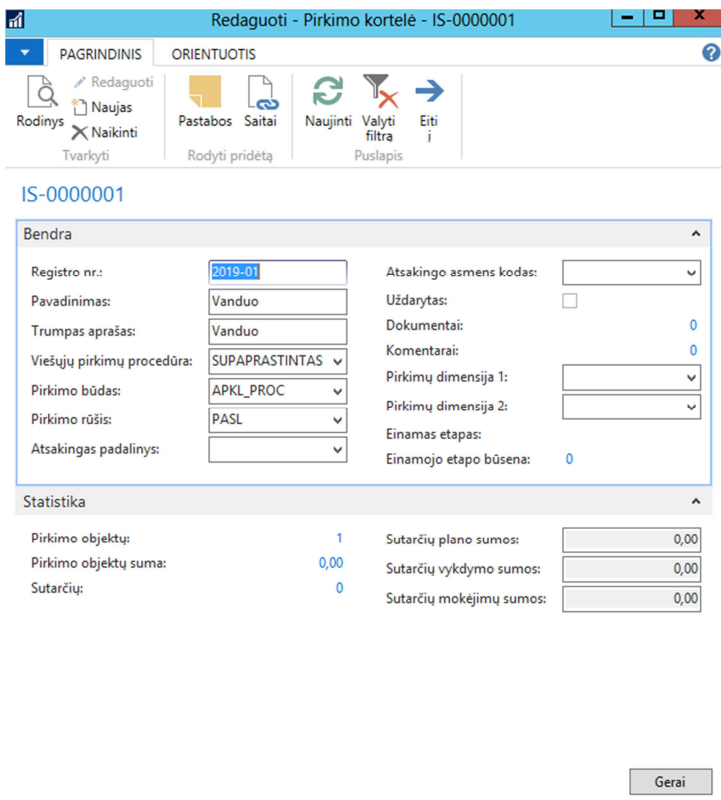 Redaguoti - Pirkimo kortelė - IS-0000001
PAGRINDINIS ORIENTUOTIS
Rodinys
Redaguoti
Naujas
Naikinti
Tvarkyti
Pastabos
Saitai
Rodyti pridėtą
Naujinti
Valyti
filtrą
Eiti
į
Puslapis
IS-0000001
Bendra
Registro nr.: 2019-01
Pavadinimas: Vanduo
Trumpas aprašas: Vanduo
Viešųjų pirkimų procedūra: SUPAPRASTINTAS
Pirkimo būdas: APKL_PROC
Pirkimo rūšis: PASL
Atsakingas padalinys:
Atsakingo asmens kodas:
Uždarytas:
Dokumentai: 0
Komentarai: 0
Pirkimų dimensija 1:
Pirkimų dimensija 2:
Einamas etapas:
Einamojo etapo būsena: 0
Statistika
Pirkimo objektų: 1
Pirkimo objektų suma: 0,00
Sutarčių: 0
Sutarčių plano sumos: 0,00
Sutarčių vykdymo sumos: 0,00
Sutarčių mokėjimų sumos: 0,00
Gerai